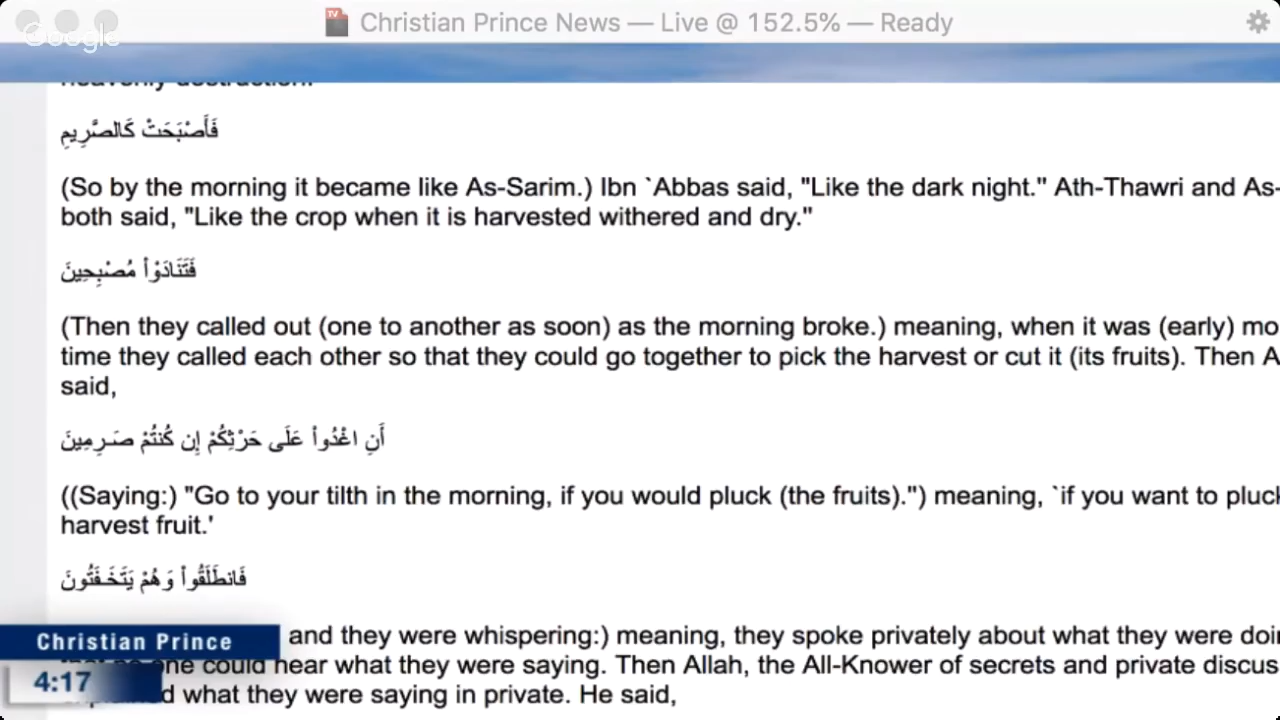 Christian Prince News — Live @ 152.5% — Ready
Google
heavenly destruction.
فَأَصْبَحَتْ كَالصَّرِيمِ
(So by the morning it became like As-Sarim.) Ibn `Abbas said, "Like the dark night." Ath-Thawri and As-
both said, "Like the crop when it is harvested withered and dry."
فَتَنَادَوْاْ مُصْبِحِينَ
(Then they called out (one to another as soon) as the morning broke.) meaning, when it was (early) mo
time they called each other so that they could go together to pick the harvest or cut it (its fruits). Then A
said,
أَنِ اغْدُواْ عَلَى حَرْثِكُمْ إِن كُنتُمْ صَـرِمِينَ
((Saying:) "Go to your tilth in the morning, if you would pluck (the fruits).") meaning, `if you want to pluck
harvest fruit.'
فَانطَلَقُواْ وَهُمْ يَتَخَـفَتُونَ
Christian Prince
and they were whispering:) meaning, they spoke privately about what they were doi
one could hear what they were saying. Then Allah, the All-Knower of secrets and private discus
4:17
what they were saying in private. He said,